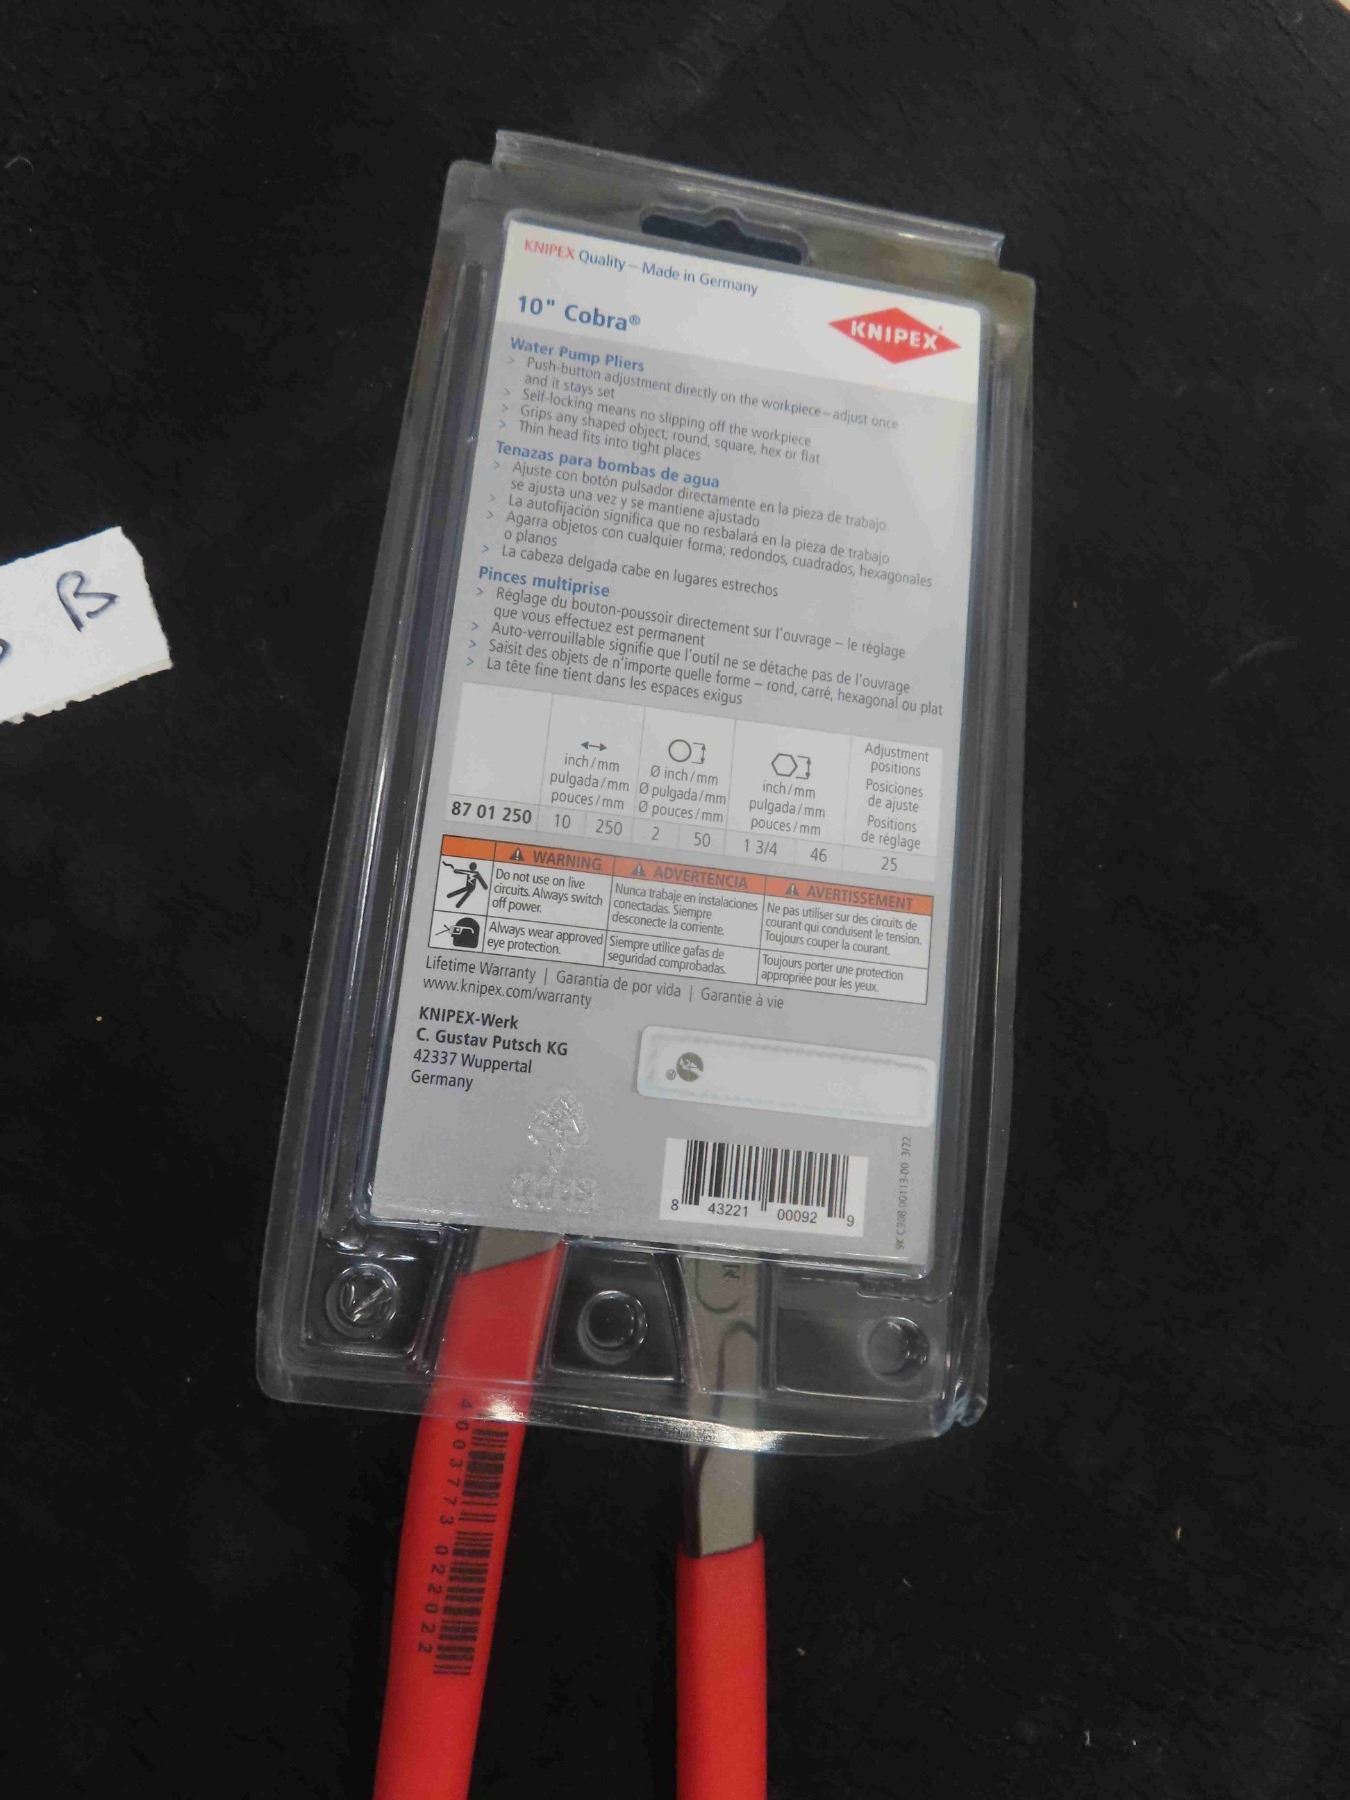 KNIPEX Quality – Made in Germany
10" Cobra®
KNIPEX
Water Pump Pliers
> Push-button adjustment directly on the workpiece – adjust once
and it stays set
> Self-locking means no slipping off the workpiece
> Grips any shaped object; round, square, hex or flat
> Thin head fits into tight places
Tenazas para bombas de agua
> Ajuste con botón pulsador directamente en la pieza de trabajo
se ajusta una vez y se mantiene ajustado
> La autofijación significa que no resbalará en la pieza de trabajo
> Agarra objetos con cualquier forma; redondos, cuadrados, hexagonales
o planos
> La cabeza delgada cabe en lugares estrechos
Pinces multiprise
> Réglage du bouton-poussoir directement sur l'ouvrage – le réglage
que vous effectuez est permanent
> Auto-verrouillable signifie que l'outil ne se détache pas de l'ouvrage
> Saisit des objets de n'importe quelle forme – rond, carré, hexagonal ou plat
> La tête fine tient dans les espaces exigus
inch/mm
pulgada/mm
pouces/mm
Ø inch/mm
Ø pulgada/mm
Ø pouces/mm
inch/mm
pulgada/mm
pouces/mm
Adjustment
positions
Posiciones
de ajuste
Positions
de réglage
87 01 250 10 250 2 50 1 3/4 46 25
WARNING
Do not use on live
circuits. Always switch
off power.
Always wear approved
eye protection.
ADVERTENCIA
Nunca trabaje en instalaciones
conectadas. Siempre
desconecte la corriente.
Siempre utilice gafas de
seguridad comprobadas.
AVERTISSEMENT
Ne pas utiliser sur des circuits de
courant qui conduisent le tension.
Toujours couper la courant.
Toujours porter une protection
appropriée pour les yeux.
Lifetime Warranty | Garantía de por vida | Garantie à vie
www.knipex.com/warranty
KNIPEX-Werk
C. Gustav Putsch KG
42337 Wuppertal
Germany
8 43221 00092 9
00113-00 3/22
4 003773 022022
B